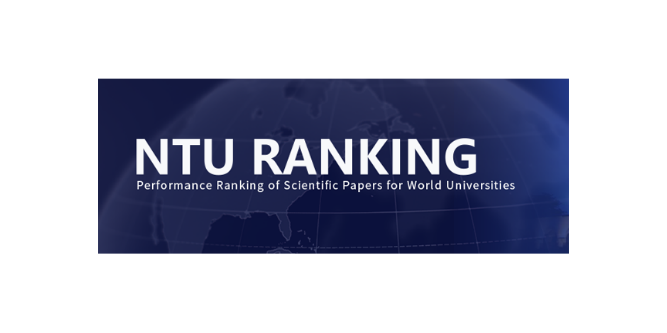 NTU RANKING
Performance Ranking of Scientific Papers for World Universities